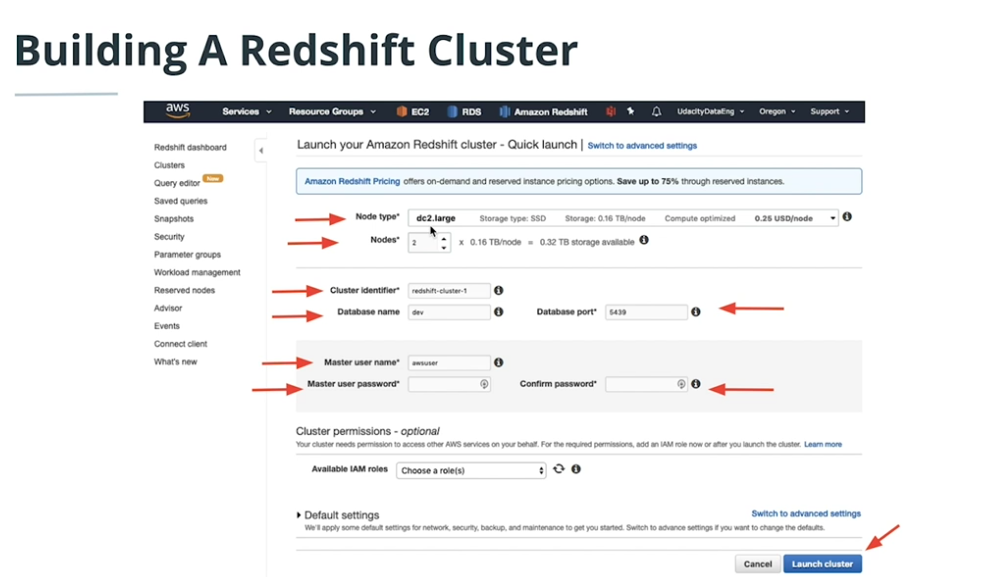 Building A Redshift Cluster
aws Services Resource Groups EC2 RDS Amazon Redshift UdacityDataEng Oregon Support
Redshift dashboard
Clusters
Query editor New
Saved queries
Snapshots
Security
Parameter groups
Workload management
Reserved nodes
Advisor
Events
Connect client
What's new
Launch your Amazon Redshift cluster - Quick launch | Switch to advanced settings
Amazon Redshift Pricing offers on-demand and reserved instance pricing options. Save up to 75% through reserved instances.
Node type* dc2.large Storage type: SSD Storage: 0.16 TB/node Compute optimized 0.25 USD/node
Nodes* 2 x 0.16 TB/node = 0.32 TB storage available
Cluster identifier* redshift-cluster-1
Database name dev Database port* 5439
Master user name* awsuser
Master user password* Confirm password*
Cluster permissions - optional
Your cluster needs permission to access other AWS services on your behalf. For the required permissions, add an IAM role now or after you launch the cluster. Learn more
Available IAM roles Choose a role(s)
Default settings Switch to advanced settings
We'll apply some default settings for network, security, backup, and maintenance to get you started. Switch to advance settings if you want to change the defaults.
Cancel Launch cluster